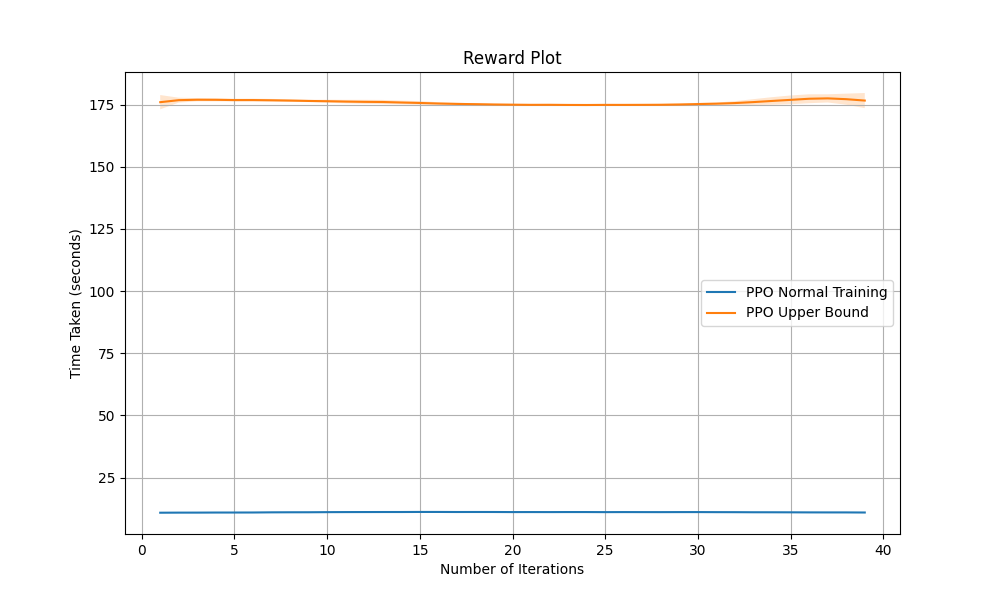 Reward Plot
175
150
125
100
75
50
25
Time Taken (seconds)
PPO Normal Training
PPO Upper Bound
0 5 10 15 20 25 30 35 40
Number of Iterations